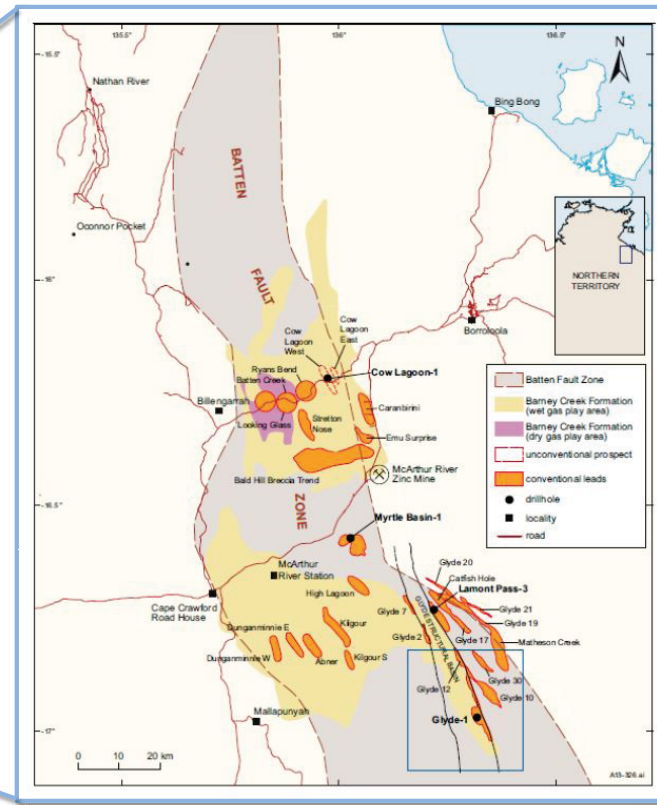 135.5°
136°
136.5°
-15.5°
N
Nathan River
Bing Bong
BATTEN
Oconnor Pocket
-16°
FAULT
NORTHERN
TERRITORY
Cow
Lagoon
West
Cow
Lagoon
East
Borroloola
Ryans Bend
Batten Creek
Cow Lagoon-1
Billengarrah
Looking Glass
Stretton
Nose
Caranbirini
Emu Surprise
Bald Hill Breccia Trend
McArthur River
Zinc Mine
Batten Fault Zone
Barney Creek Formation
(wet gas play area)
Barney Creek Formation
(dry gas play area)
unconventional prospect
conventional leads
drillhole
locality
road
-16.5°
ZONE
Myrtle Basin-1
McArthur
River Station
High Lagoon
Glyde 20
Catfish Hole
Lamont Pass-3
Cape Crawford
Road House
Glyde 7
Glyde 21
Glyde 19
Dunganminnie E
Kilgour
Glyde 2
GLYDE STRUCTURAL BASIN
Glyde 17
Matheson Creek
Dunganminnie W
Abner
Kilgour S
Glyde 12
Glyde 30
Glyde 10
Mallapunyah
Glyde-1
-17°
0 10 20 km
A13-326.ai